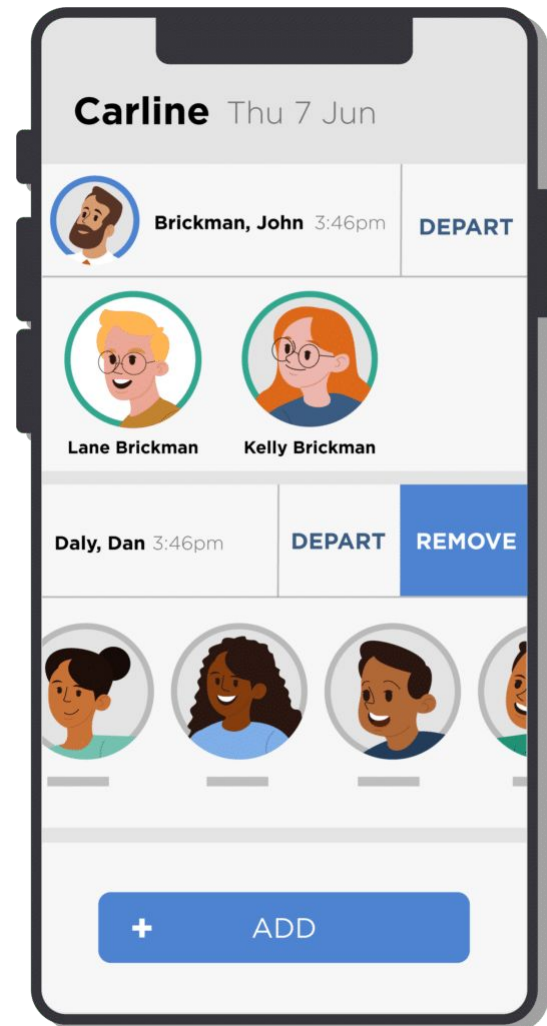 Carline Thu 7 Jun
Brickman, John 3:46pm DEPART
Lane Brickman Kelly Brickman
Daly, Dan 3:46pm DEPART REMOVE
+ ADD